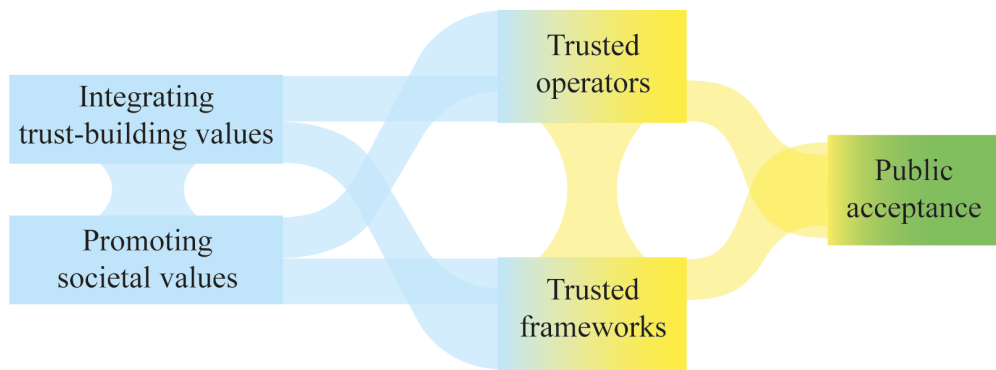 Integrating
trust-building values
Promoting
societal values
Trusted
operators
Trusted
frameworks
Public
acceptance